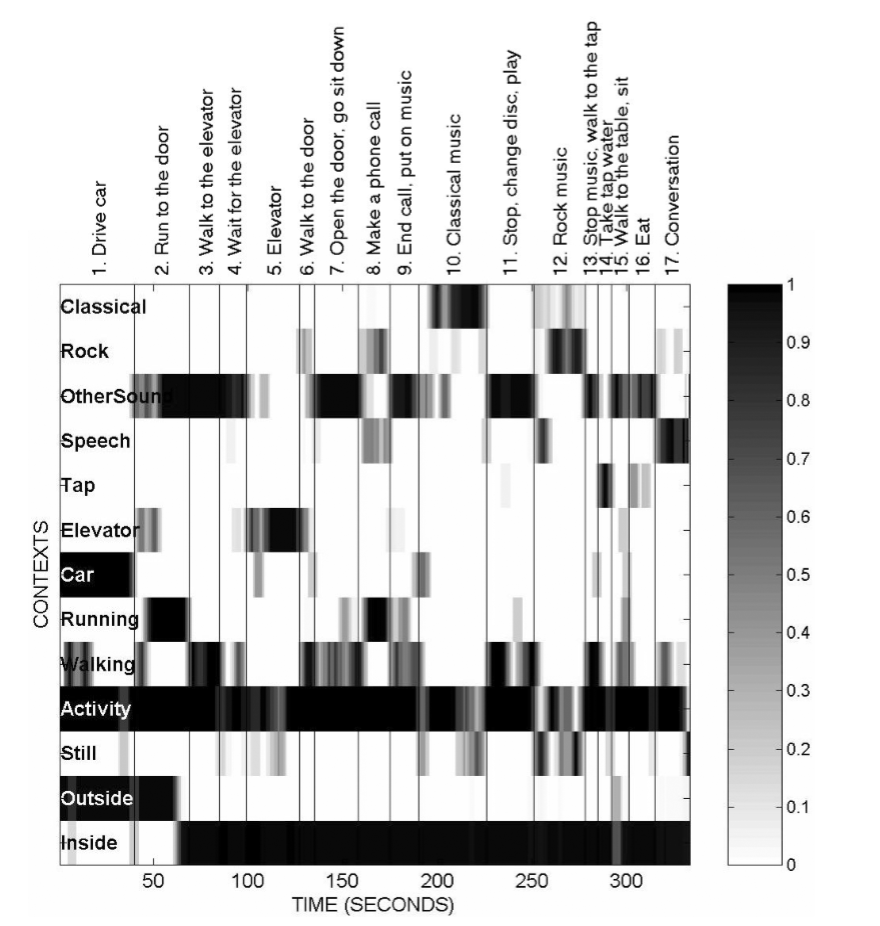 1. Drive car
2. Run to the door
3. Walk to the elevator
4. Wait for the elevator
5. Elevator
6. Walk to the door
7. Open the door, go sit down
8. Make a phone call
9. End call, put on music
10. Classical music
11. Stop, change disc, play
12. Rock music
13. Stop music, walk to the tap
14. Take tap water
15. Walk to the table, sit
16. Eat
17. Conversation
Classical
Rock
OtherSound
Speech
Tap
Elevator
Car
Running
Walking
Activity
Still
Outside
Inside
CONTEXTS
50 100 150 200 250 300
TIME (SECONDS)
1
0.9
0.8
0.7
0.6
0.5
0.4
0.3
0.2
0.1
0